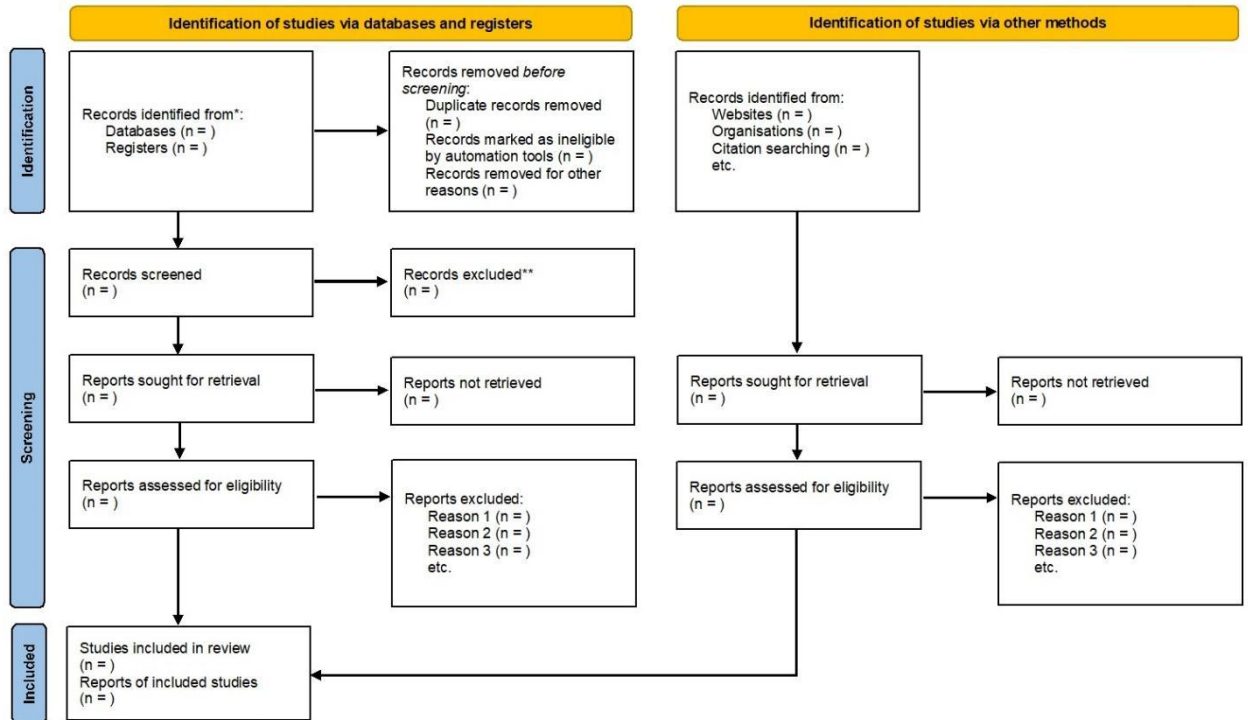 Identification of studies via databases and registers
Identification of studies via other methods
Identification
Records identified from*:
Databases (n = )
Registers (n = )
Records removed before
screening:
Duplicate records removed
(n = )
Records marked as ineligible
by automation tools (n = )
Records removed for other
reasons (n = )
Records identified from:
Websites (n = )
Organisations (n = )
Citation searching (n = )
etc.
Screening
Records screened
(n = )
Records excluded**
(n = )
Reports sought for retrieval
(n = )
Reports not retrieved
(n = )
Reports sought for retrieval
(n = )
Reports not retrieved
(n = )
Reports assessed for eligibility
(n = )
Reports excluded:
Reason 1 (n = )
Reason 2 (n = )
Reason 3 (n = )
etc.
Reports assessed for eligibility
(n = )
Reports excluded:
Reason 1 (n = )
Reason 2 (n = )
Reason 3 (n = )
etc.
Included
Studies included in review
(n = )
Reports of included studies
(n = )